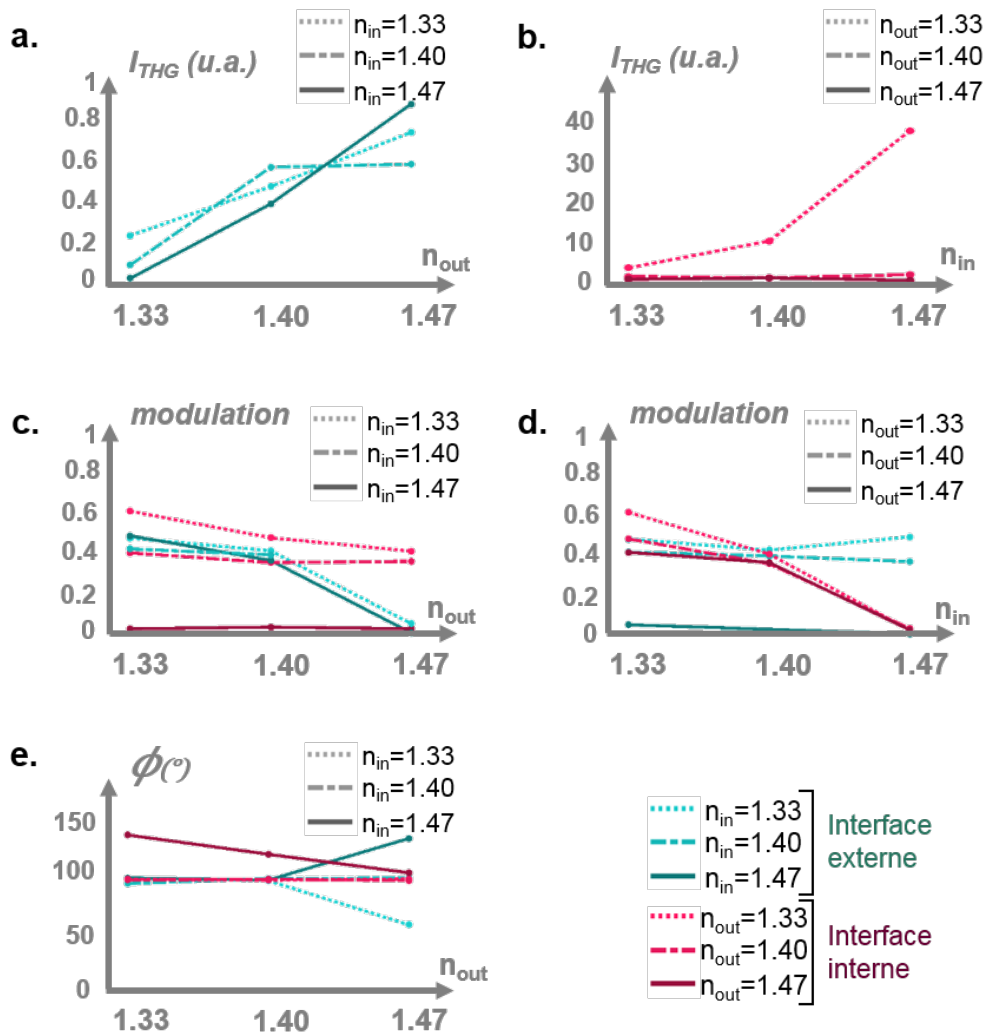 a.
I_THG (u.a.)
n_in=1.33
n_in=1.40
n_in=1.47
1
0.8
0.6
0.4
0.2
0
n_out
1.33 1.40 1.47
b.
I_THG (u.a.)
n_out=1.33
n_out=1.40
n_out=1.47
40
30
20
10
0
n_in
1.33 1.40 1.47
c.
modulation
n_in=1.33
n_in=1.40
n_in=1.47
1
0.8
0.6
0.4
0.2
0
n_out
1.33 1.40 1.47
d.
modulation
n_out=1.33
n_out=1.40
n_out=1.47
1
0.8
0.6
0.4
0.2
0
n_in
1.33 1.40 1.47
e.
ϕ(°)
n_in=1.33
n_in=1.40
n_in=1.47
150
100
50
0
n_out
1.33 1.40 1.47
n_in=1.33
n_in=1.40
n_in=1.47
Interface
externe
n_out=1.33
n_out=1.40
n_out=1.47
Interface
interne